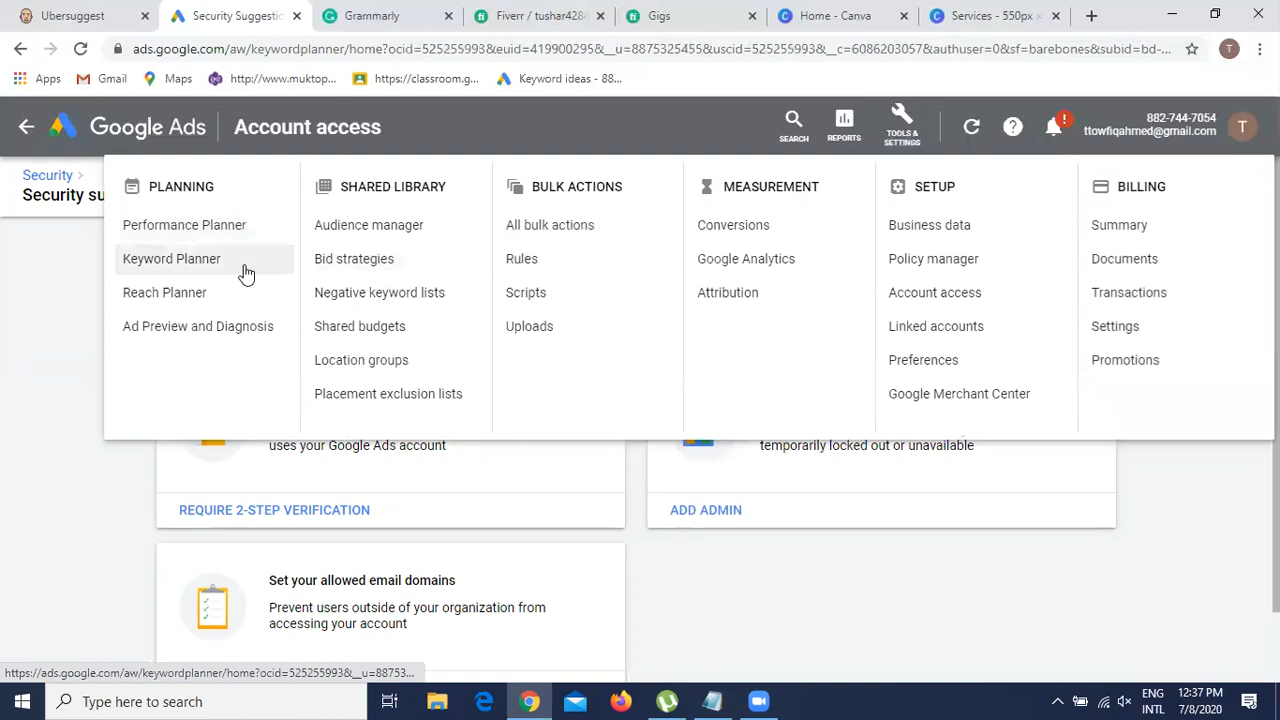 Ubersuggest
Security Suggestic
Grammarly
Fiverr / tushar428
Gigs
Home - Canva
Services - 550px ×
ads.google.com/aw/keywordplanner/home?ocid=525255993&euid=419900295&__u=8875325455&uscid=525255993&__c=6086203057&authuser=0&sf=barebones&subid=bd-...
T
Apps
Gmail
Maps
http://www.muktop...
https://classroom.g...
Keyword ideas - 88...
Google Ads
Account access
SEARCH
REPORTS
TOOLS &
SETTINGS
882-744-7054
ttowfiqahmed@gmail.com
T
Security >
Security su
PLANNING
Performance Planner
Keyword Planner
Reach Planner
Ad Preview and Diagnosis
SHARED LIBRARY
Audience manager
Bid strategies
Negative keyword lists
Shared budgets
Location groups
Placement exclusion lists
BULK ACTIONS
All bulk actions
Rules
Scripts
Uploads
MEASUREMENT
Conversions
Google Analytics
Attribution
SETUP
Business data
Policy manager
Account access
Linked accounts
Preferences
Google Merchant Center
BILLING
Summary
Documents
Transactions
Settings
Promotions
uses your Google Ads account
REQUIRE 2-STEP VERIFICATION
temporarily locked out or unavailable
ADD ADMIN
Set your allowed email domains
Prevent users outside of your organization from
accessing your account
https://ads.google.com/aw/keywordplanner/home?ocid=525255993&__u=88753...
Type here to search
ENG
INTL
12:37 PM
7/8/2020